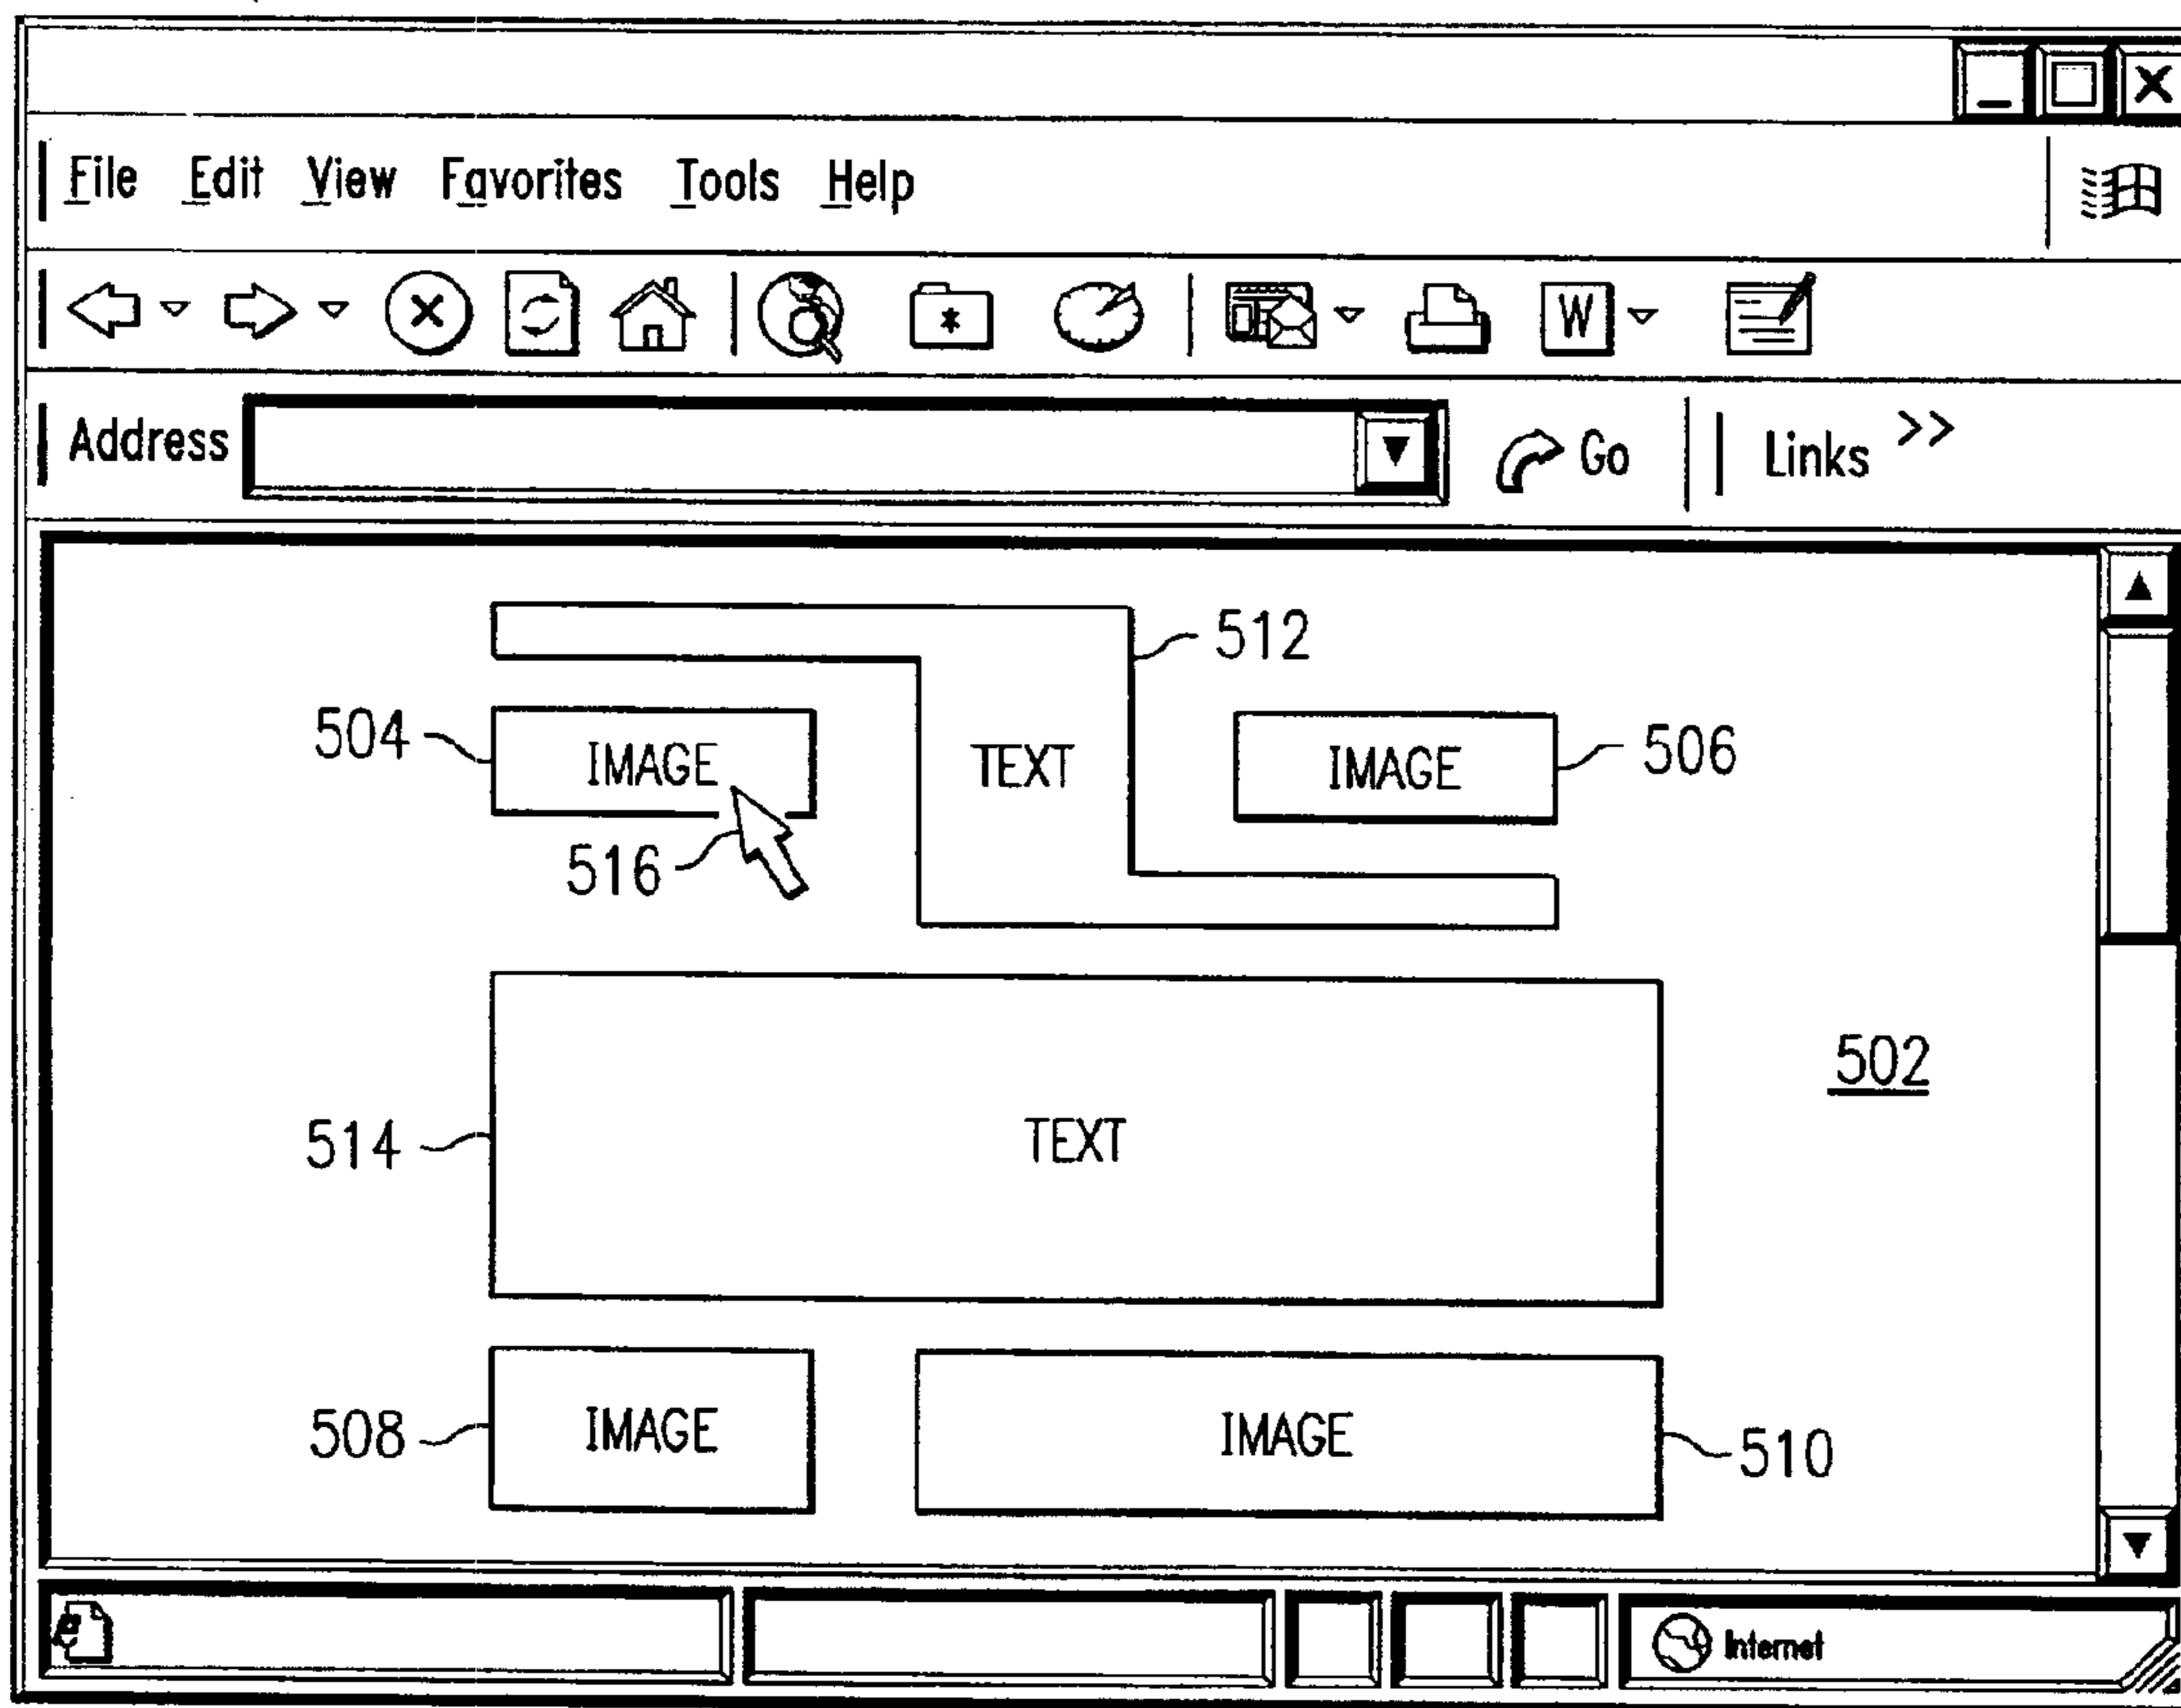 File Edit View Favorites Tools Help
W
Address Go Links >>
512
504 IMAGE TEXT IMAGE 506
516
502
514 TEXT
508 IMAGE IMAGE 510
Internet